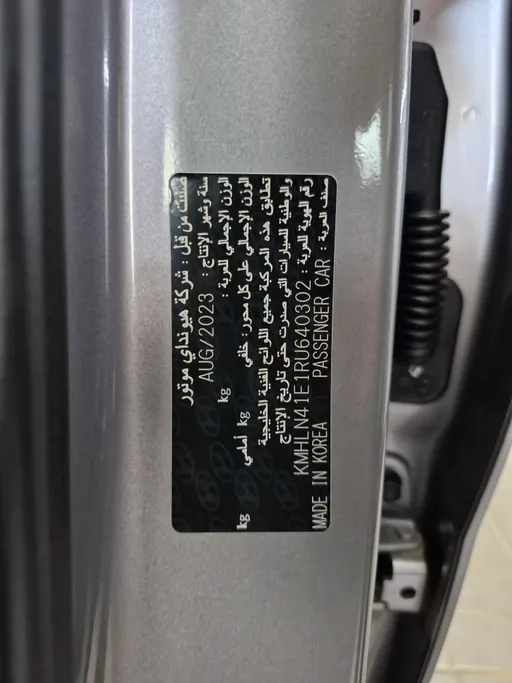 صنعت من قبل : شركة هيونداي موتور
سنة وشهر الإنتاج : AUG/2023
الوزن الإجمالي للعربة : kg
الوزن الإجمالي على كل محور : خلفي kg أمامي kg
تطابق هذه المركبة جميع اللوائح الفنية الخليجية
والوطنية للسيارات التي صدرت حتى تاريخ الإنتاج
رقم الهوية للعربة : KMHLN41E1RU640302
صنف العربة : PASSENGER CAR MADE IN KOREA